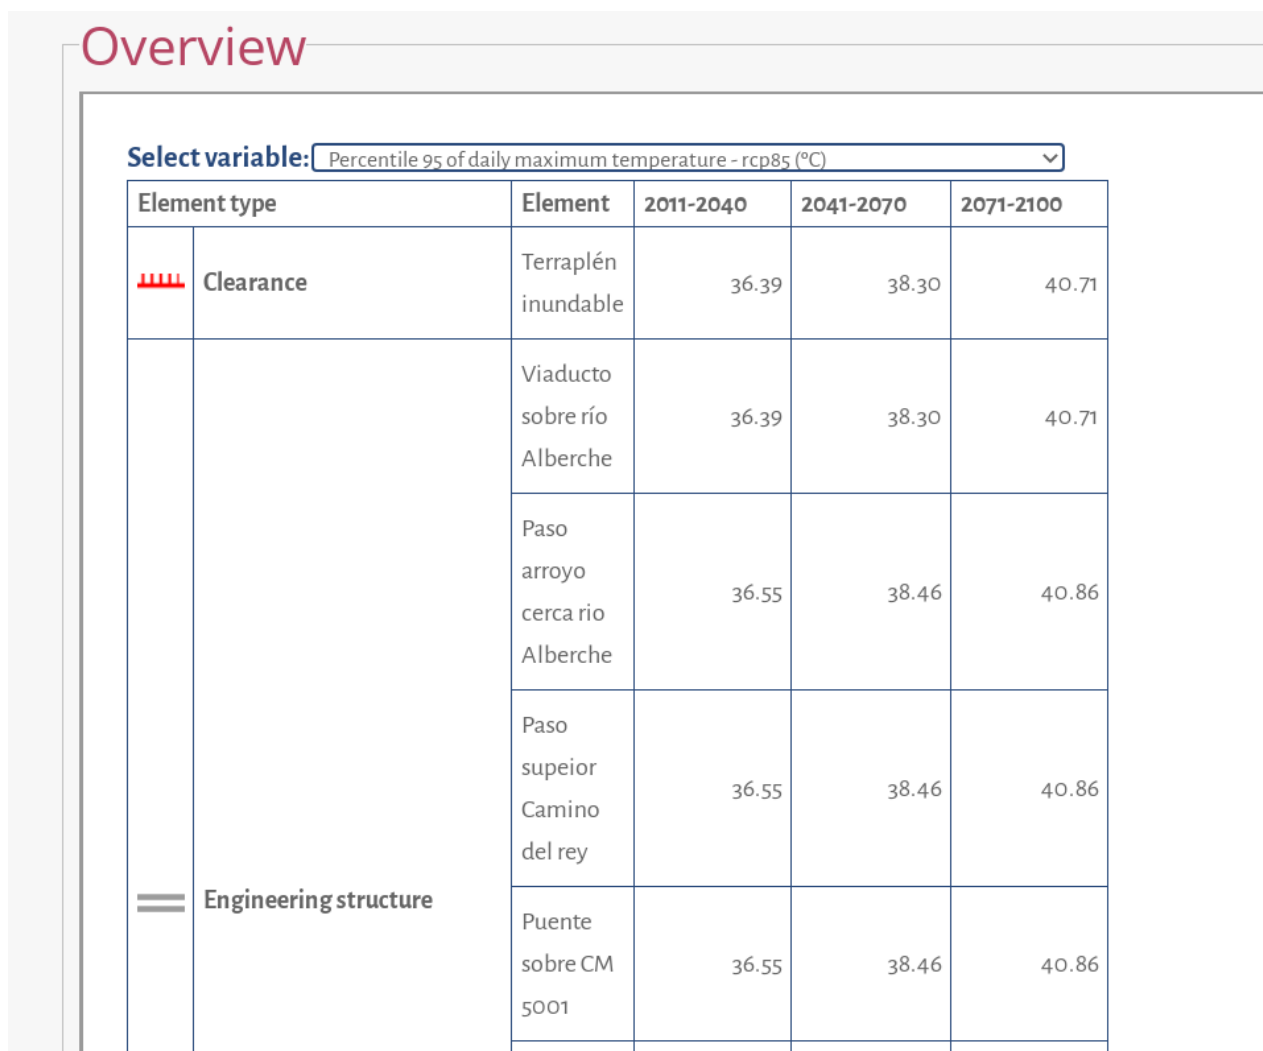 Overview
Select variable: Percentile 95 of daily maximum temperature - rcp85 (ºC)
Element type Element 2011-2040 2041-2070 2071-2100
Clearance Terraplén inundable 36.39 38.30 40.71
Viaducto sobre río Alberche 36.39 38.30 40.71
Paso arroyo cerca rio Alberche 36.55 38.46 40.86
Paso supeior Camino del rey 36.55 38.46 40.86
Engineering structure
Puente sobre CM 5001 36.55 38.46 40.86